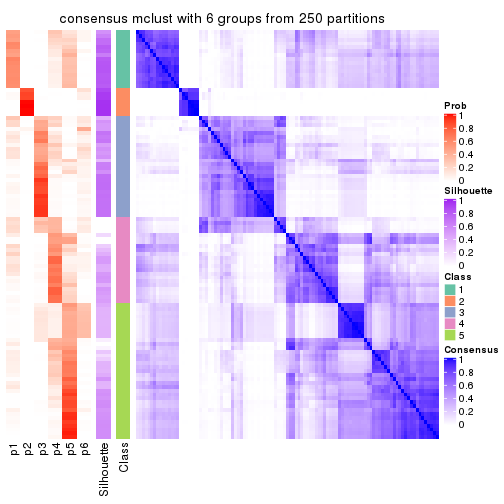 consensus mclust with 6 groups from 250 partitions
Prob
1
0.8
0.6
0.4
0.2
0
Silhouette
1
0.8
0.6
0.4
0.2
0
Class
1
2
3
4
5
Consensus
1
0.8
0.6
0.4
0.2
0
p1
p2
p3
p4
p5
p6
Silhouette
Class